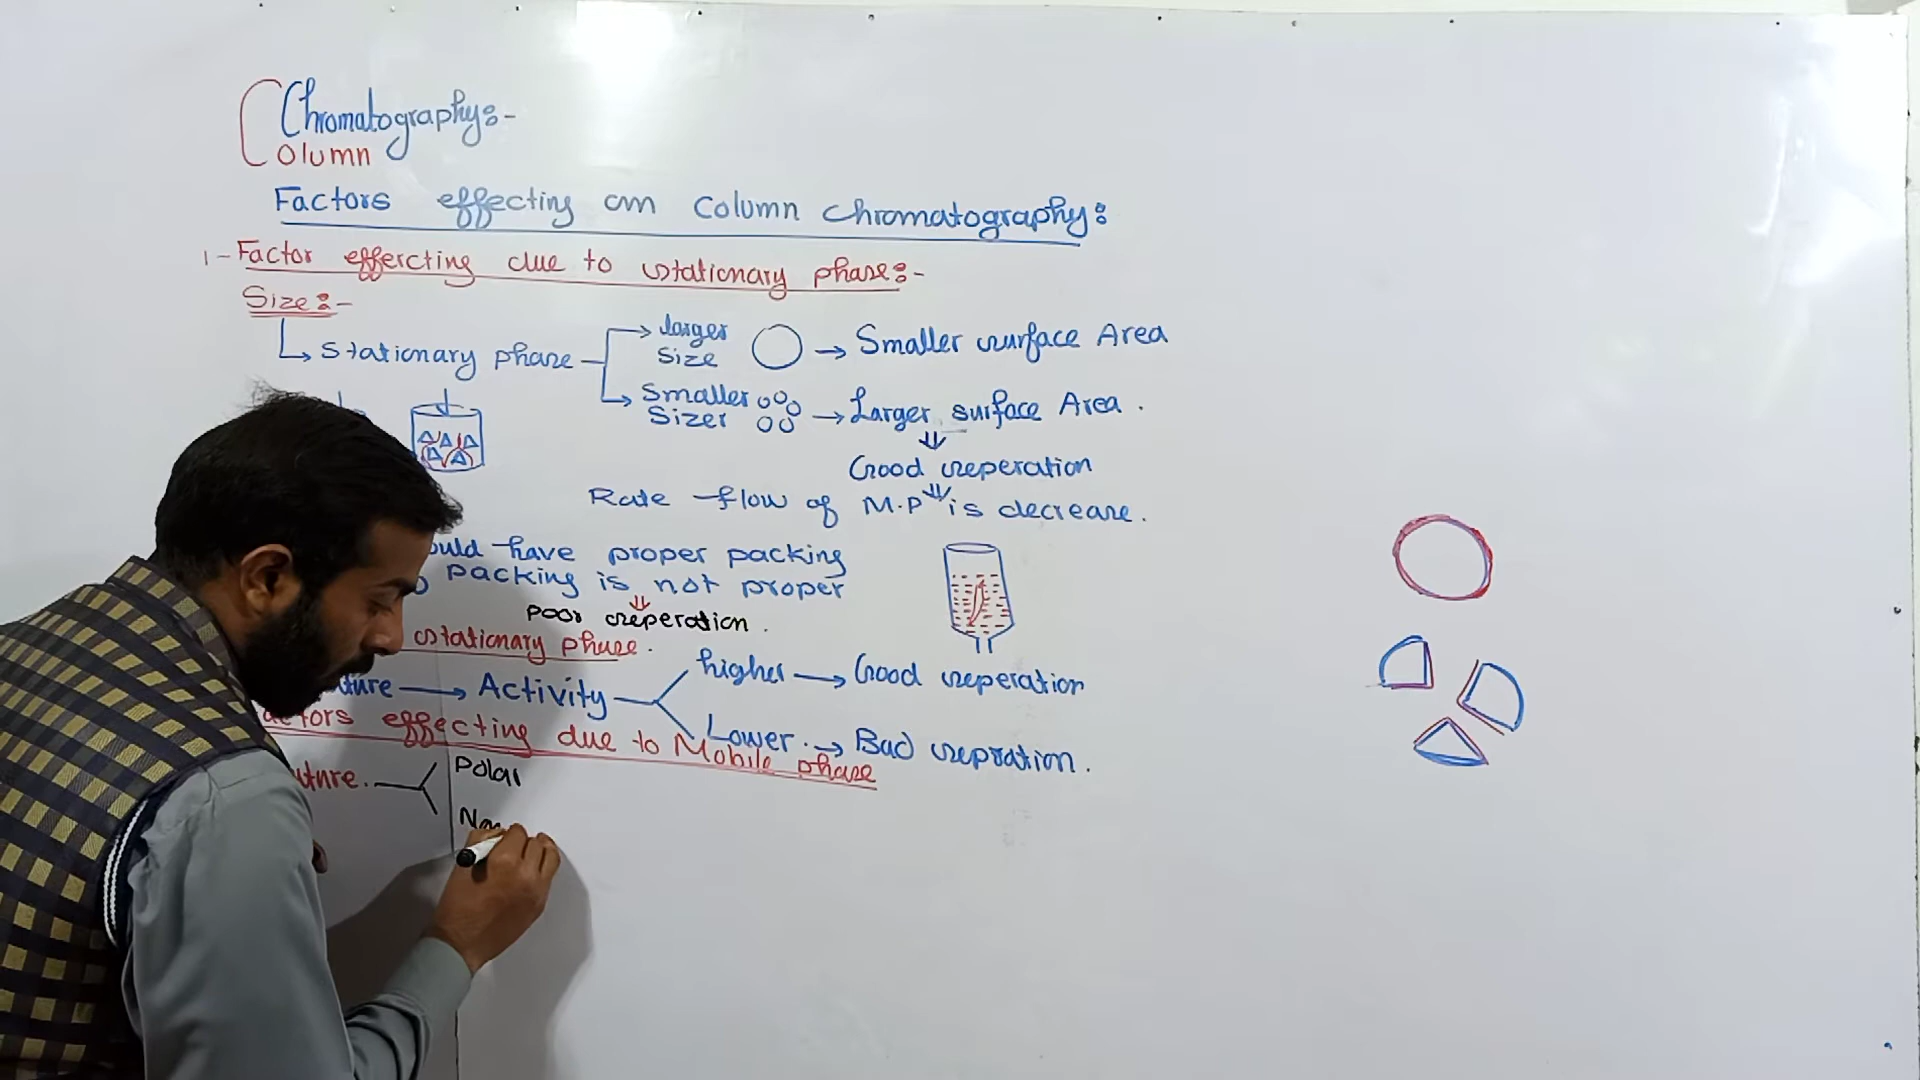 Chromatography:-
Column
Factors effecting on Column Chromatography:
1- Factor effercting due to stationary phase:-
Size:-
Stationary phase
larger Size → Smaller surface Area
Smaller Sizer → Larger surface Area.
Good seperation
Rate flow of M.P is decrease.
have proper packing
packing is not proper
poor seperation.
stationary phase.
Activity
higher → Good seperation
Lower. → Bad sepration.
effecting due to Mobile phase
Polar